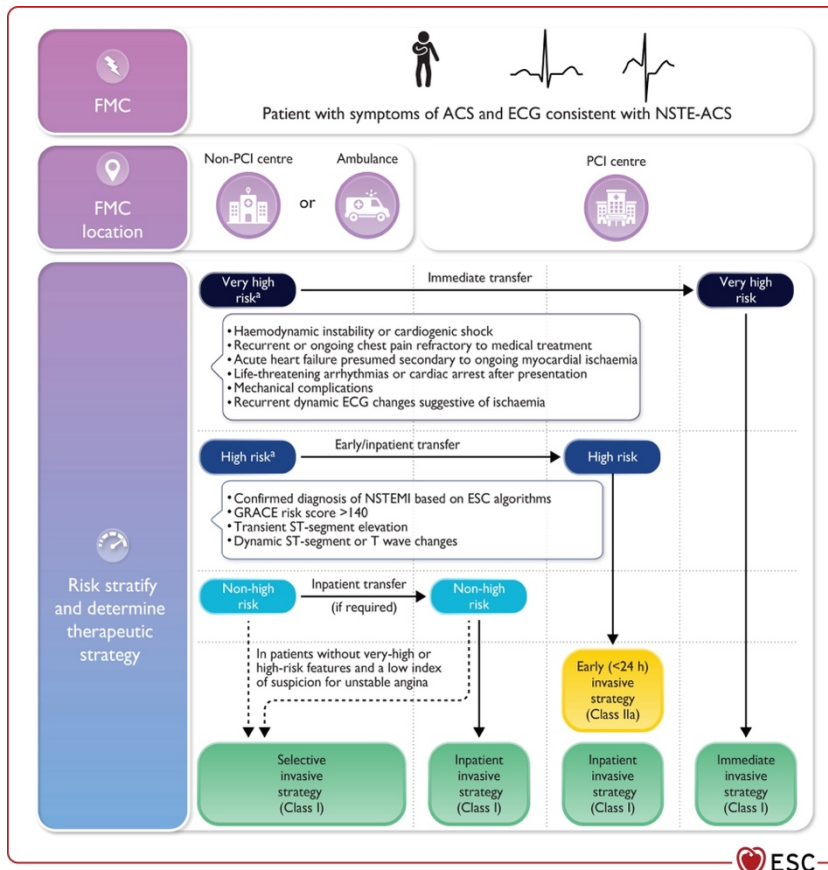 FMC
Patient with symptoms of ACS and ECG consistent with NSTE-ACS
FMC
location
Non-PCI centre
or
Ambulance
PCI centre
Risk stratify
and determine
therapeutic
strategy
Very high
riskᵃ
Immediate transfer
Very high
risk
• Haemodynamic instability or cardiogenic shock
• Recurrent or ongoing chest pain refractory to medical treatment
• Acute heart failure presumed secondary to ongoing myocardial ischaemia
• Life-threatening arrhythmias or cardiac arrest after presentation
• Mechanical complications
• Recurrent dynamic ECG changes suggestive of ischaemia
High riskᵃ
Early/inpatient transfer
High risk
• Confirmed diagnosis of NSTEMI based on ESC algorithms
• GRACE risk score >140
• Transient ST-segment elevation
• Dynamic ST-segment or T wave changes
Non-high
risk
Inpatient transfer
(if required)
Non-high
risk
In patients without very-high or
high-risk features and a low index
of suspicion for unstable angina
Early (<24 h)
invasive
strategy
(Class IIa)
Selective
invasive
strategy
(Class I)
Inpatient
invasive
strategy
(Class I)
Inpatient
invasive
strategy
(Class I)
Immediate
invasive
strategy
(Class I)
ESC